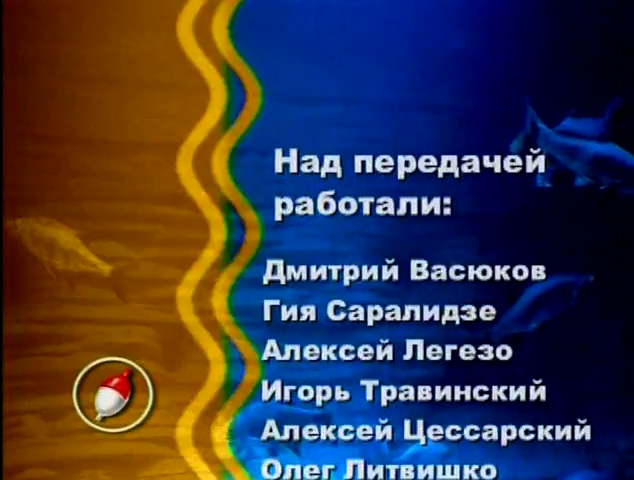 Над передачей
работали:
Дмитрий Васюков
Гия Саралидзе
Алексей Легезо
Игорь Травинский
Алексей Цессарский
Олег Литвишко